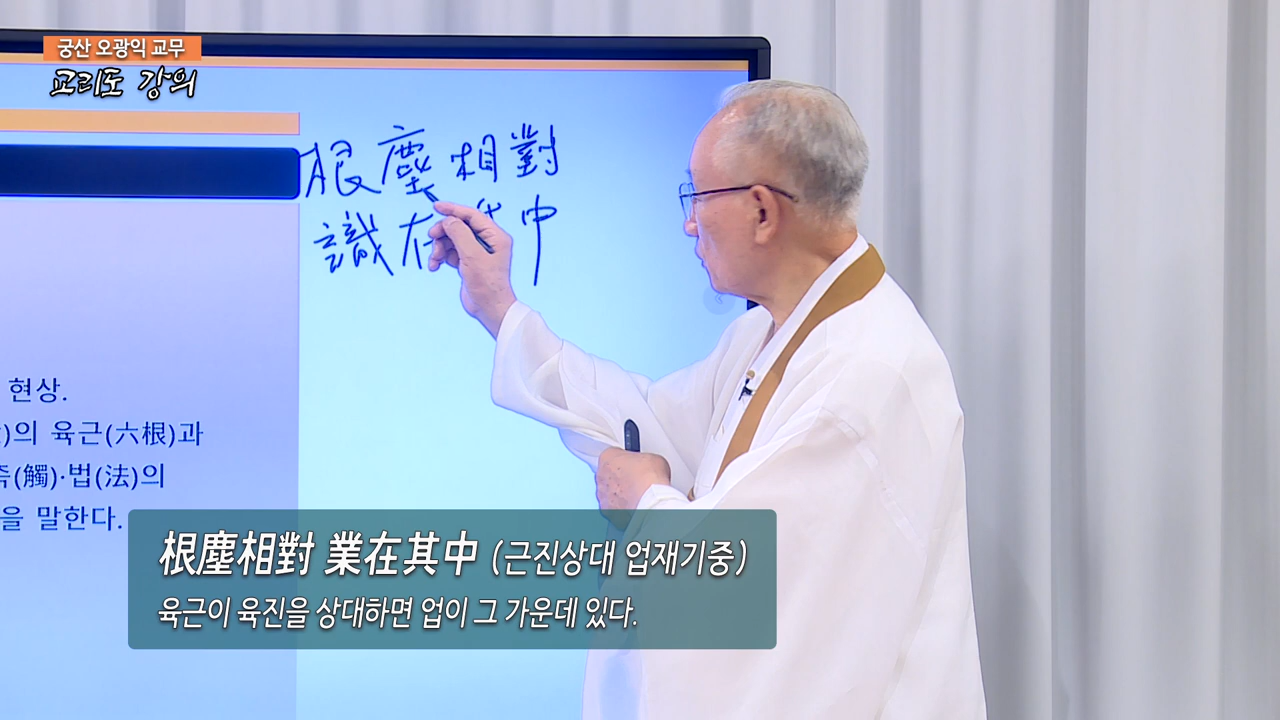 궁산 오광익 교무
교리도 강의
根塵相對
識在 中
현상.
의 육근(六根)과
(觸)·법(法)의
을 말한다.
根塵相對 業在其中 (근진상대 업재기중)
육근이 육진을 상대하면 업이 그 가운데 있다.